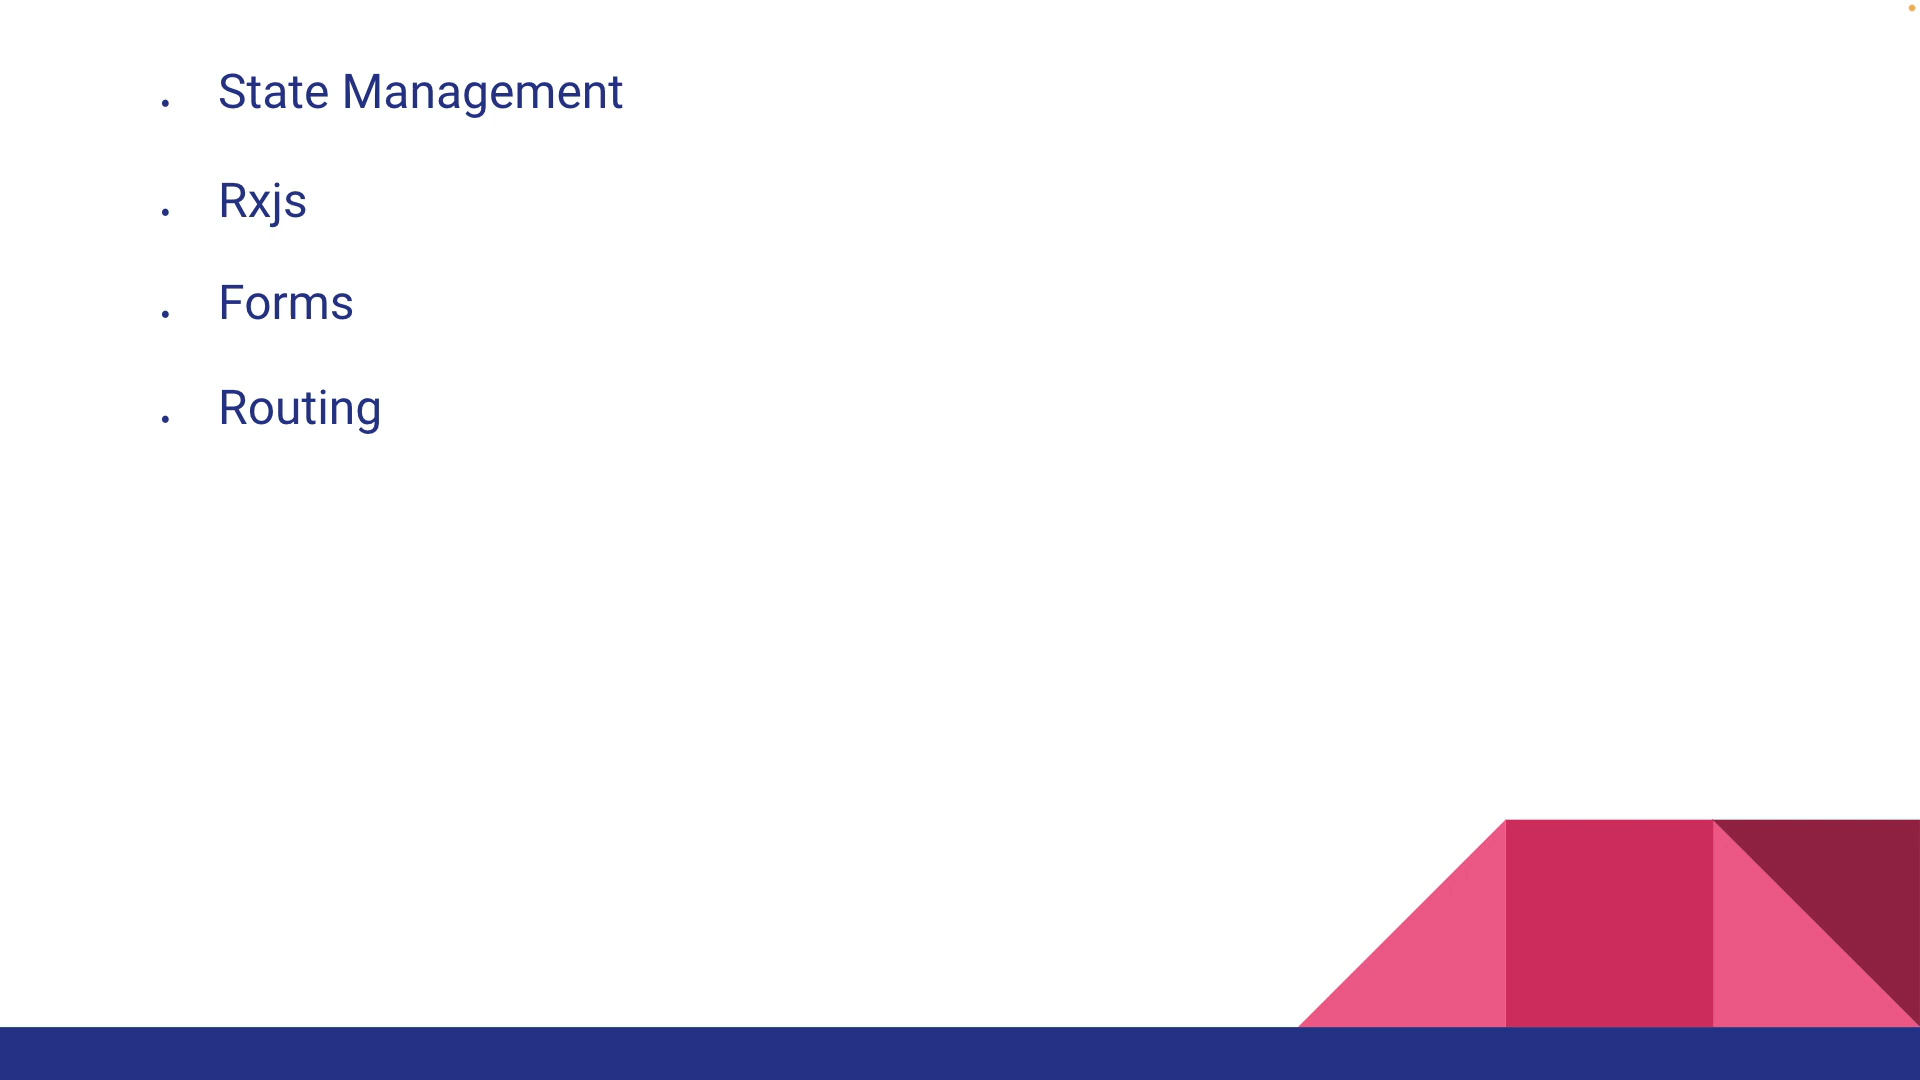 • State Management
• Rxjs
• Forms
• Routing